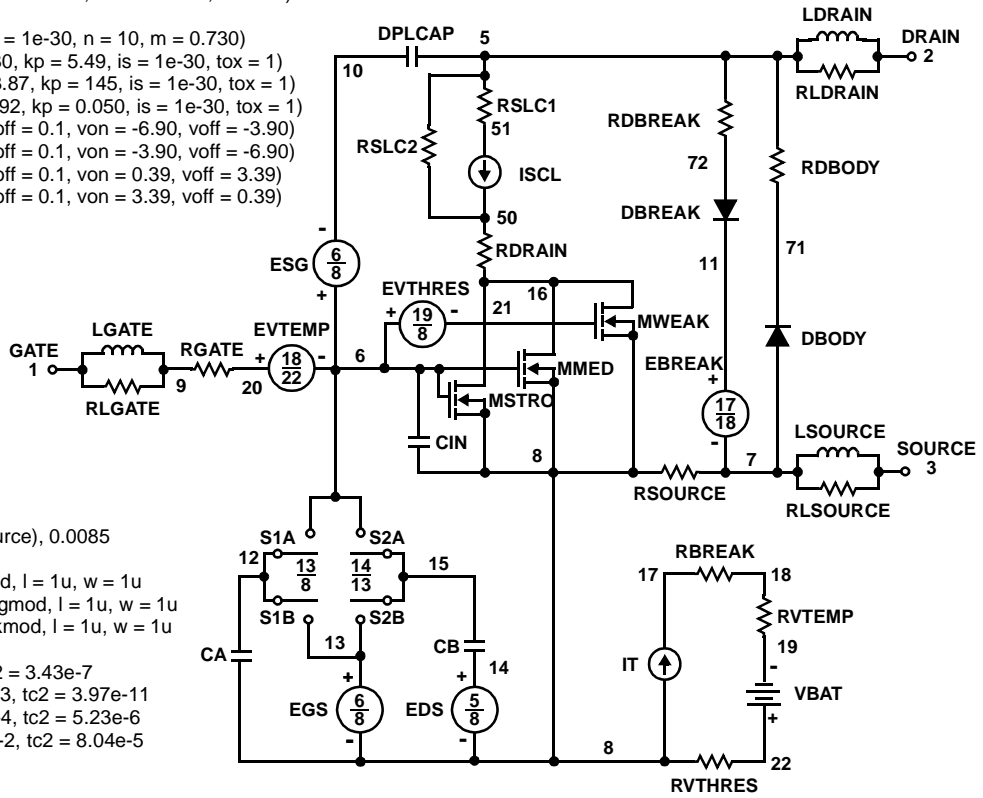 = 1e-30, n = 10, m = 0.730)
30, kp = 5.49, is = 1e-30, tox = 1)
3.87, kp = 145, is = 1e-30, tox = 1)
92, kp = 0.050, is = 1e-30, tox = 1)
off = 0.1, von = -6.90, voff = -3.90)
off = 0.1, von = -3.90, voff = -6.90)
off = 0.1, von = 0.39, voff = 3.39)
off = 0.1, von = 3.39, voff = 0.39)
LDRAIN
DPLCAP 5 DRAIN
10 2
RLDRAIN
RSLC1
51
RDBREAK
RSLC2
72
RDBODY
ISCL
DBREAK
50
- RDRAIN 71
ESG 6 8 11
+ EVTHRES 16
+ 19 8 - 21 MWEAK
LGATE EVTEMP DBODY
GATE RGATE + 18 22 - 6 MMED EBREAK +
1 9 20 MSTRO
RLGATE 17 18
CIN - LSOURCE
8 7 SOURCE
3
RSOURCE
RLSOURCE
urce), 0.0085
S1A S2A
12 13 8 14 13 15 RBREAK
d, l = 1u, w = 1u
17 18
gmod, l = 1u, w = 1u
S1B S2B RVTEMP
kmod, l = 1u, w = 1u
13 CB 19
CA IT -
2 = 3.43e-7
14
3, tc2 = 3.97e-11
+ + VBAT
-4, tc2 = 5.23e-6
EGS 6 8 EDS 5 8 +
-2, tc2 = 8.04e-5
- - 8 22
RVTHRES